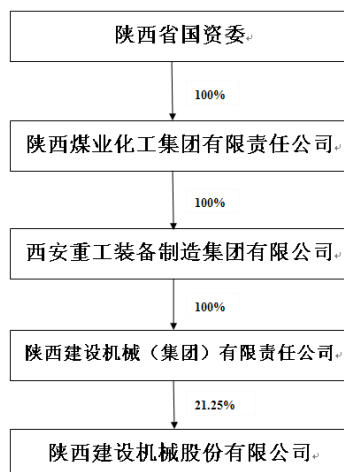 陕西省国资委
100%
陕西煤业化工集团有限责任公司
100%
西安重工装备制造集团有限公司
100%
陕西建设机械（集团）有限责任公司
21.25%
陕西建设机械股份有限公司